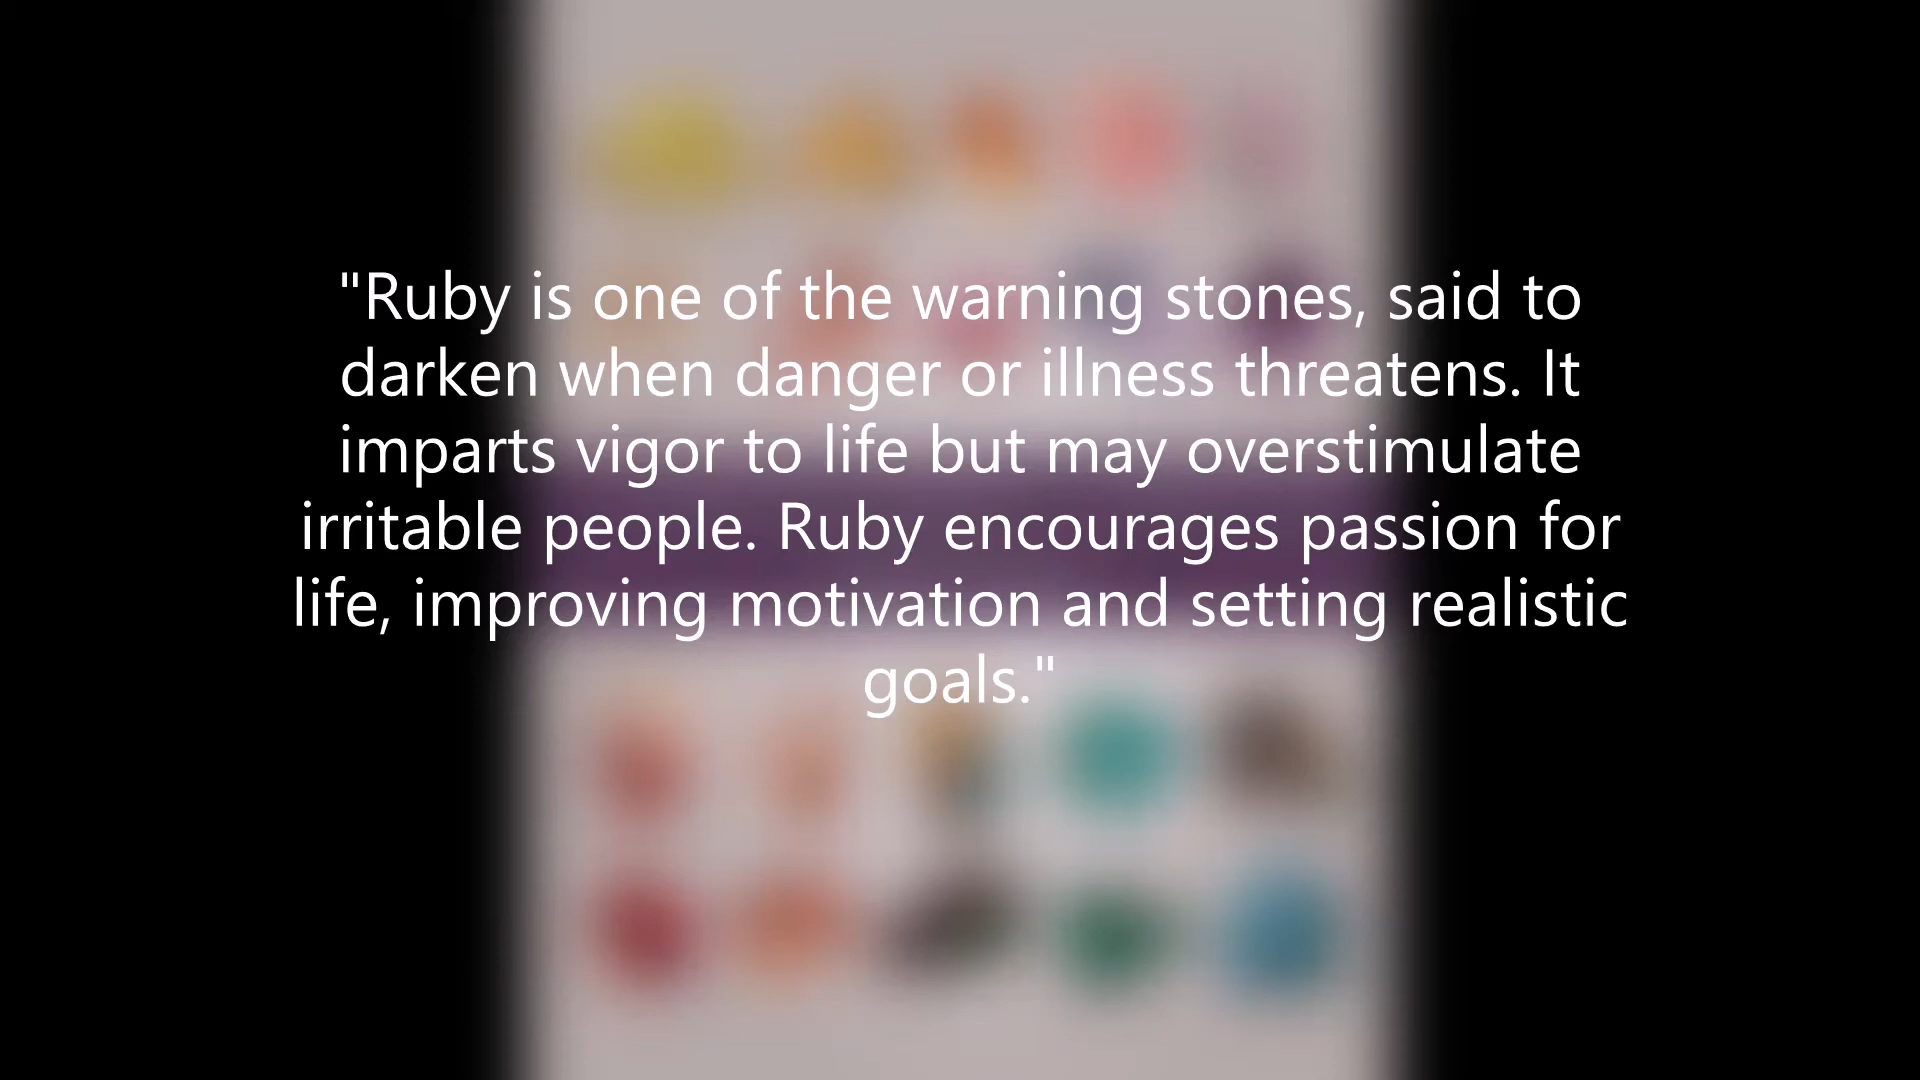 "Ruby is one of the warning stones, said to
darken when danger or illness threatens. It
imparts vigor to life but may overstimulate
irritable people. Ruby encourages passion for
life, improving motivation and setting realistic
goals."